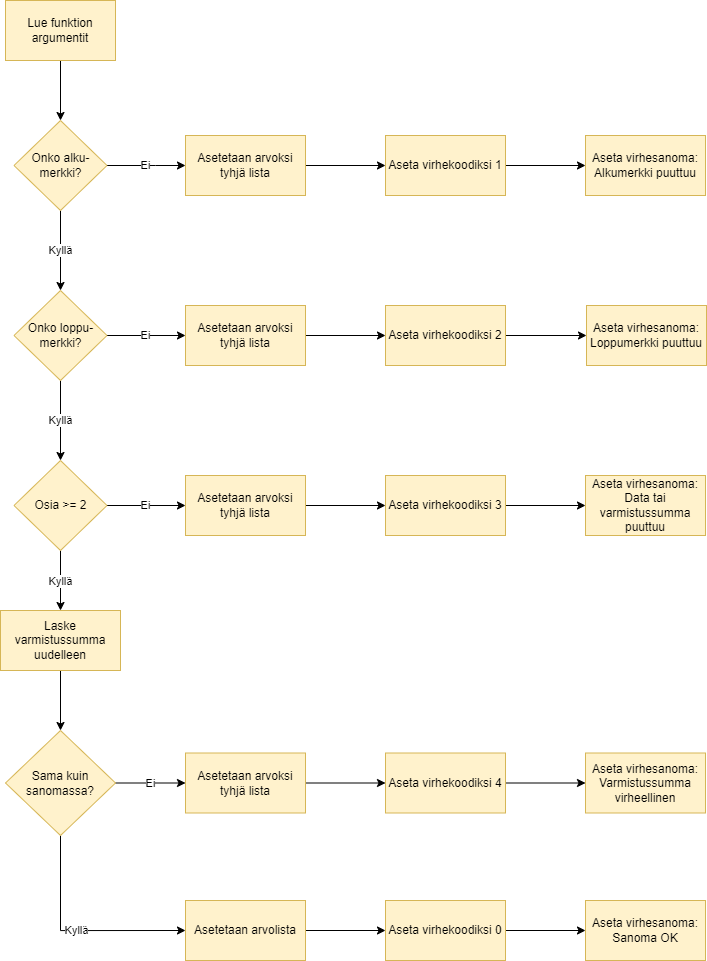 Lue funktion
argumentit
Onko alku-
merkki?
Ei
Asetetaan arvoksi
tyhjä lista
Aseta virhekoodiksi 1
Aseta virhesanoma:
Alkumerkki puuttuu
Kyllä
Onko loppu-
merkki?
Ei
Asetetaan arvoksi
tyhjä lista
Aseta virhekoodiksi 2
Aseta virhesanoma:
Loppumerkki puuttuu
Kyllä
Osia >= 2
Ei
Asetetaan arvoksi
tyhjä lista
Aseta virhekoodiksi 3
Aseta virhesanoma:
Data tai
varmistussumma
puuttuu
Kyllä
Laske
varmistussumma
uudelleen
Sama kuin
sanomassa?
Ei
Asetetaan arvoksi
tyhjä lista
Aseta virhekoodiksi 4
Aseta virhesanoma:
Varmistussumma
virheellinen
Kyllä
Asetetaan arvolista
Aseta virhekoodiksi 0
Aseta virhesanoma:
Sanoma OK